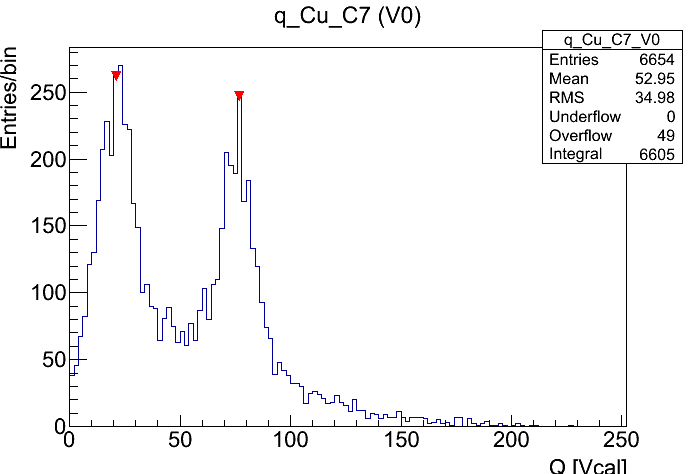 q_Cu_C7 (V0)
Entries/bin
q_Cu_C7_V0
Entries 6654
Mean 52.95
RMS 34.98
Underflow 0
Overflow 49
Integral 6605
250
200
150
100
50
0
0 50 100 150 200 250
Q [Vcal]